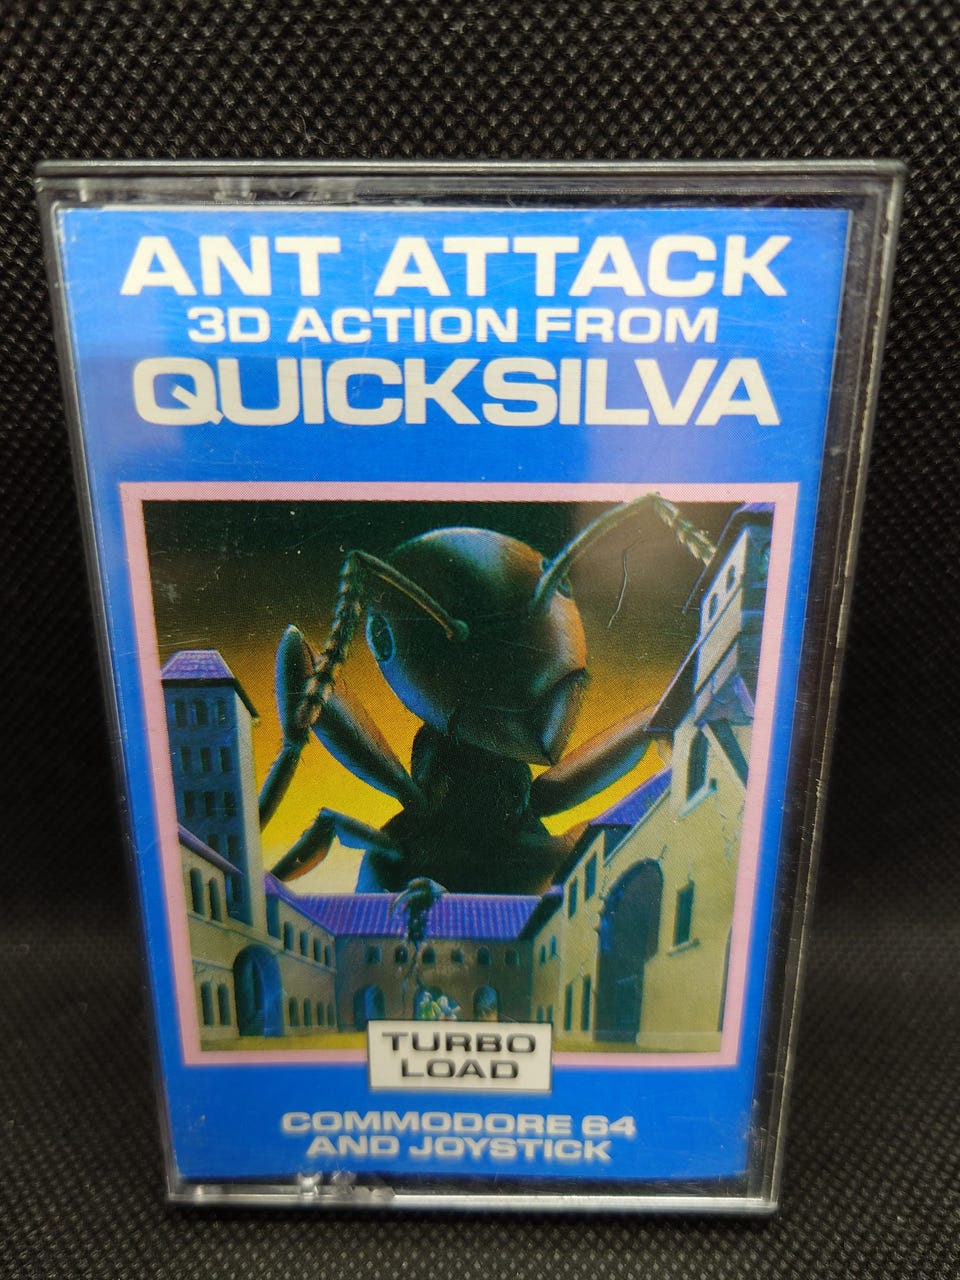 ANT ATTACK
3D ACTION FROM
QUICKSILVA
TURBO
LOAD
COMMODORE 64
AND JOYSTICK